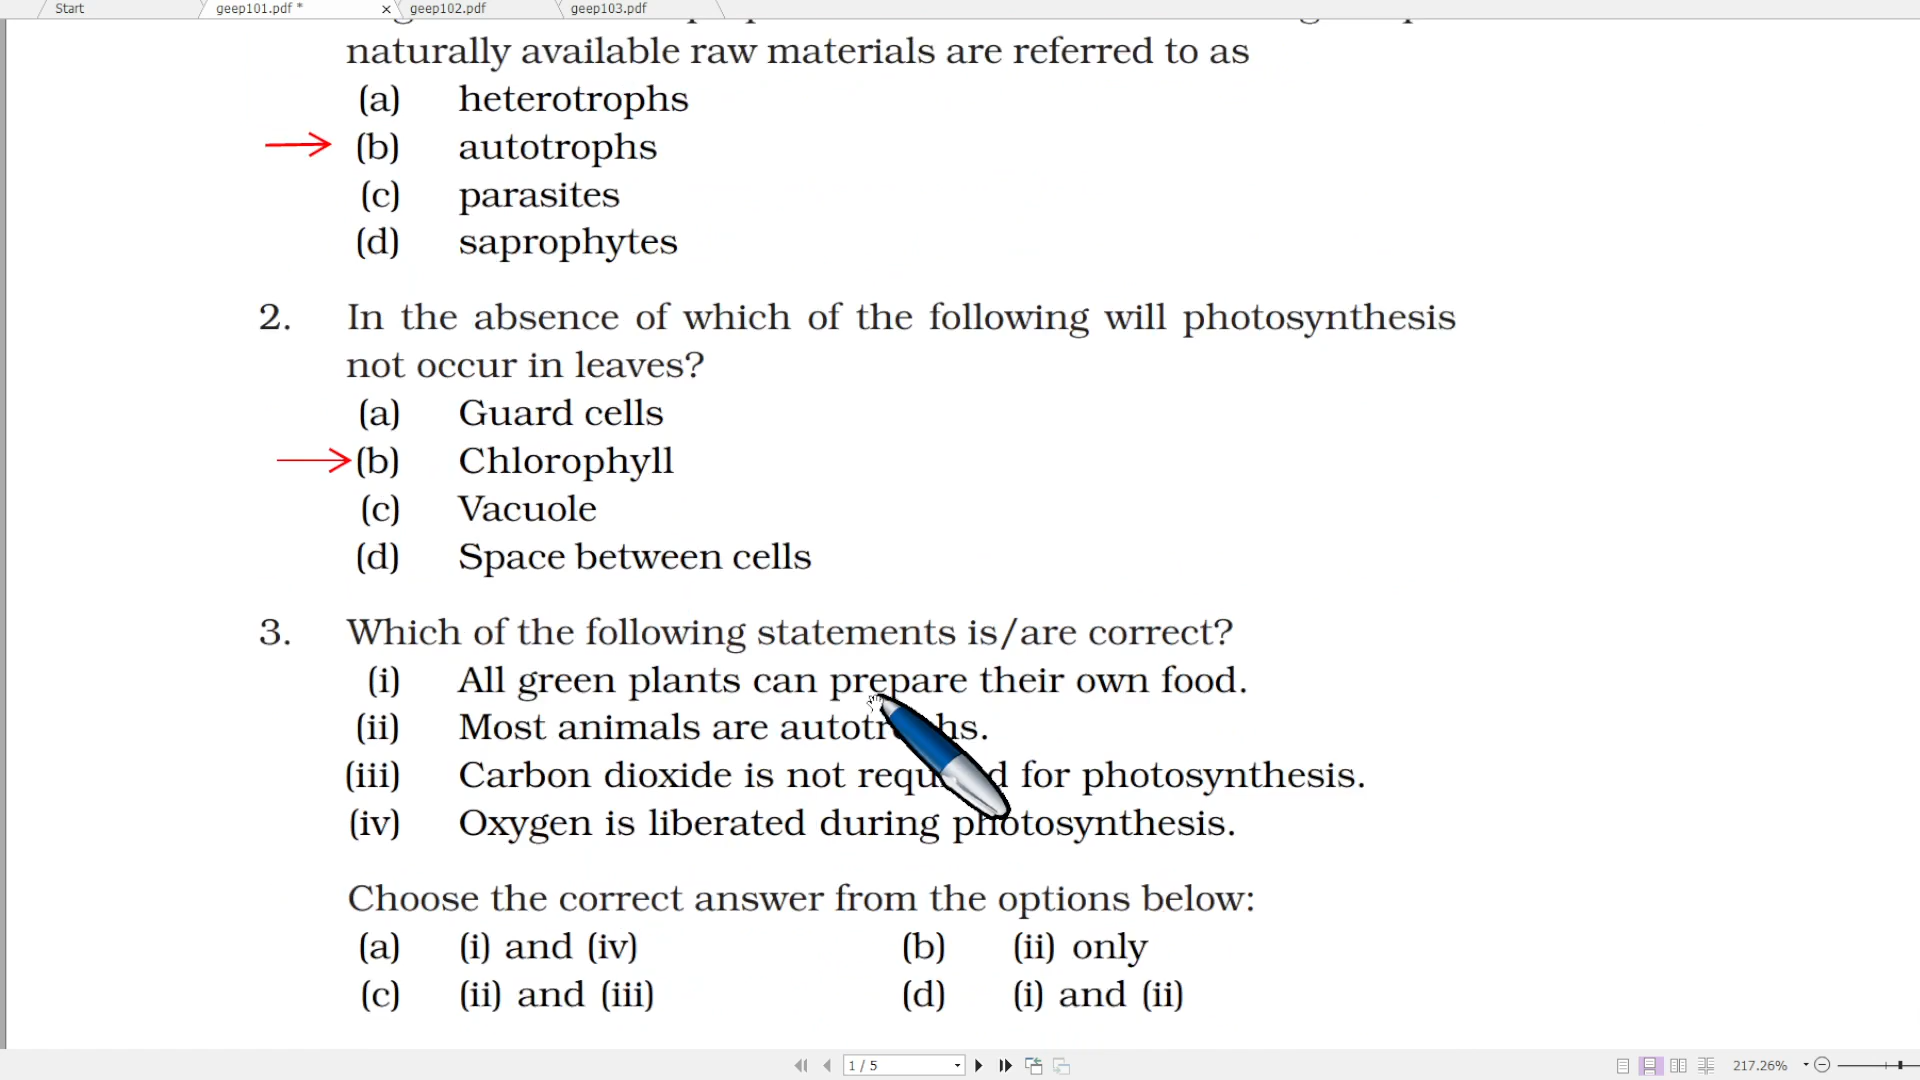 Start
geep101.pdf *
geep102.pdf
geep103.pdf
naturally available raw materials are referred to as
(a) heterotrophs
(b) autotrophs
(c) parasites
(d) saprophytes
2. In the absence of which of the following will photosynthesis
not occur in leaves?
(a) Guard cells
(b) Chlorophyll
(c) Vacuole
(d) Space between cells
3. Which of the following statements is/are correct?
(i) All green plants can prepare their own food.
(ii) Most animals are autotrophs.
(iii) Carbon dioxide is not required for photosynthesis.
(iv) Oxygen is liberated during photosynthesis.
Choose the correct answer from the options below:
(a) (i) and (iv) (b) (ii) only
(c) (ii) and (iii) (d) (i) and (ii)
1 / 5
217.26%